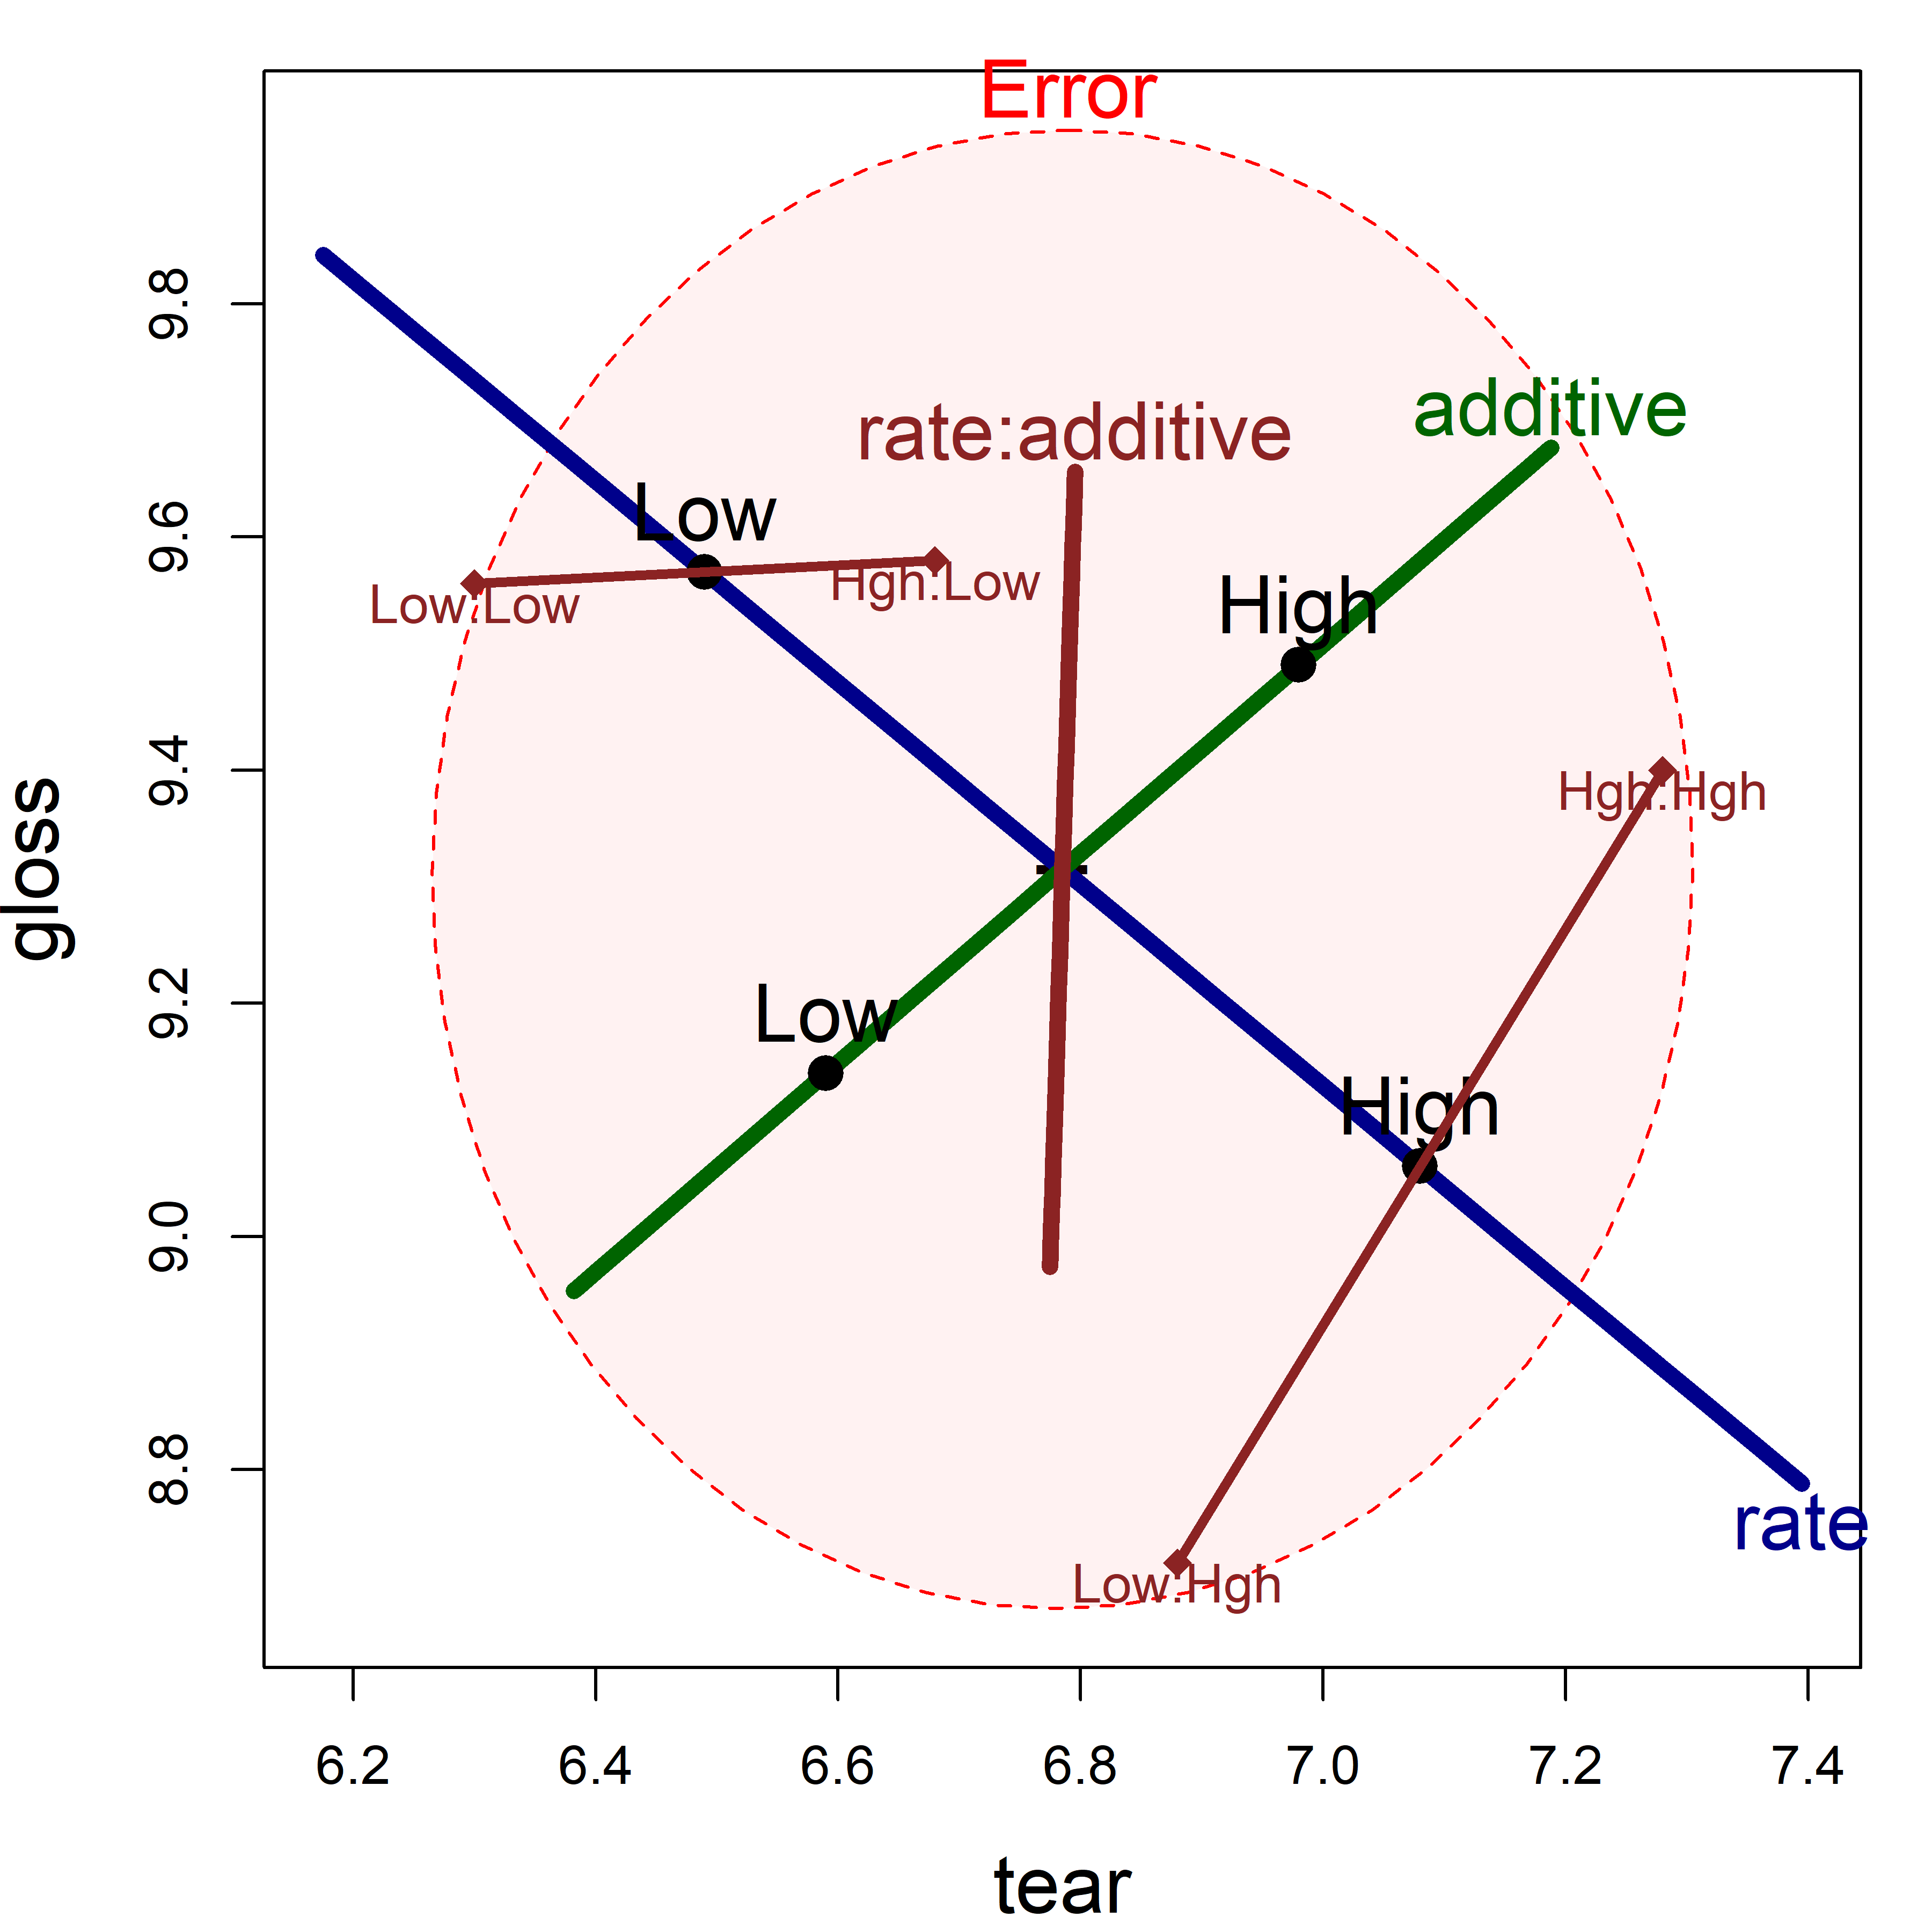 Error
additive
rate:additive
Low
Hgh:Low
Low:Low
High
Hgh:Hgh
Low
High
rate
Low:Hgh
gloss
9.8
9.6
9.4
9.2
9.0
8.8
6.2 6.4 6.6 6.8 7.0 7.2 7.4
tear